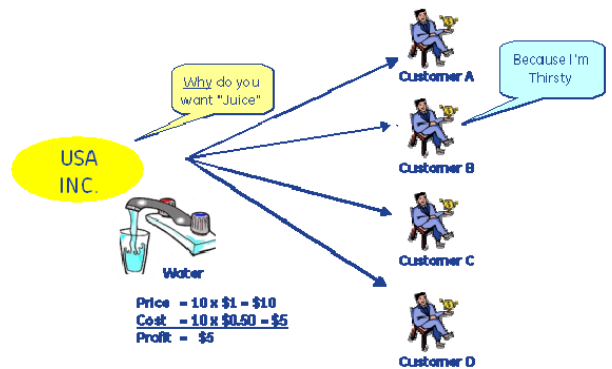 Customer A
Why do you
want "Juice"
Because I'm
Thirsty
USA
INC.
Customer B
Water
Customer C
Price = 10 x $1 = $10
Cost = 10 x $0.50 = $5
Profit = $5
Customer D